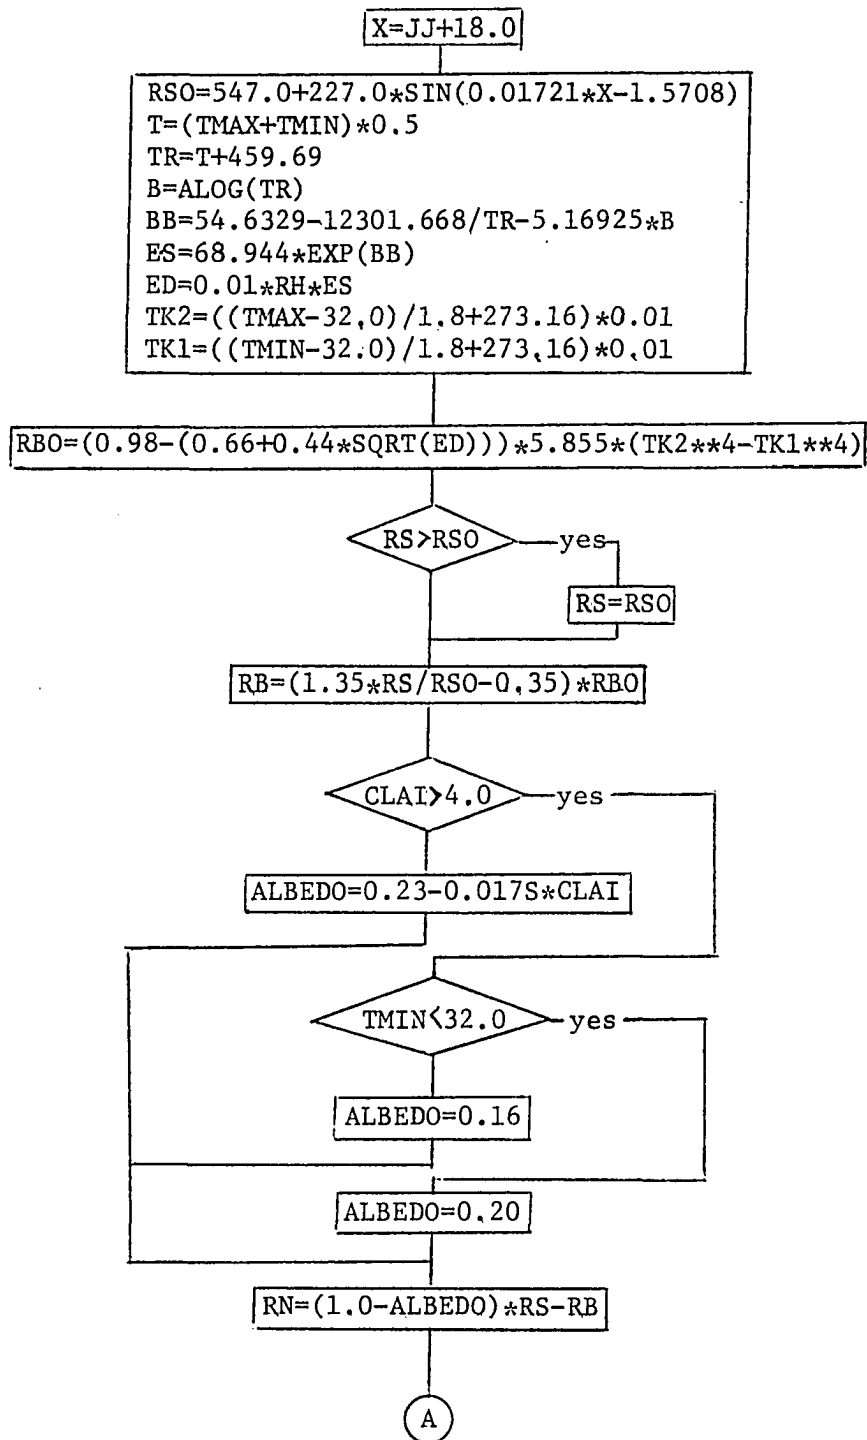 X=JJ+18.0
RSO=547.0+227.0*SIN(0.01721*X-1.5708)
T=(TMAX+TMIN)*0.5
TR=T+459.69
B=ALOG(TR)
BB=54.6329-12301.668/TR-5.16925*B
ES=68.944*EXP(BB)
ED=0.01*RH*ES
TK2=((TMAX-32.0)/1.8+273.16)*0.01
TK1=((TMIN-32.0)/1.8+273.16)*0.01
RBO=(0.98-(0.66+0.44*SQRT(ED)))*5.855*(TK2**4-TK1**4)
RS>RSO yes
RS=RSO
RB=(1.35*RS/RSO-0.35)*RBO
CLAI>4.0 yes
ALBEDO=0.23-0.017S*CLAI
TMIN<32.0 yes
ALBEDO=0.16
ALBEDO=0.20
RN=(1.0-ALBEDO)*RS-RB
A